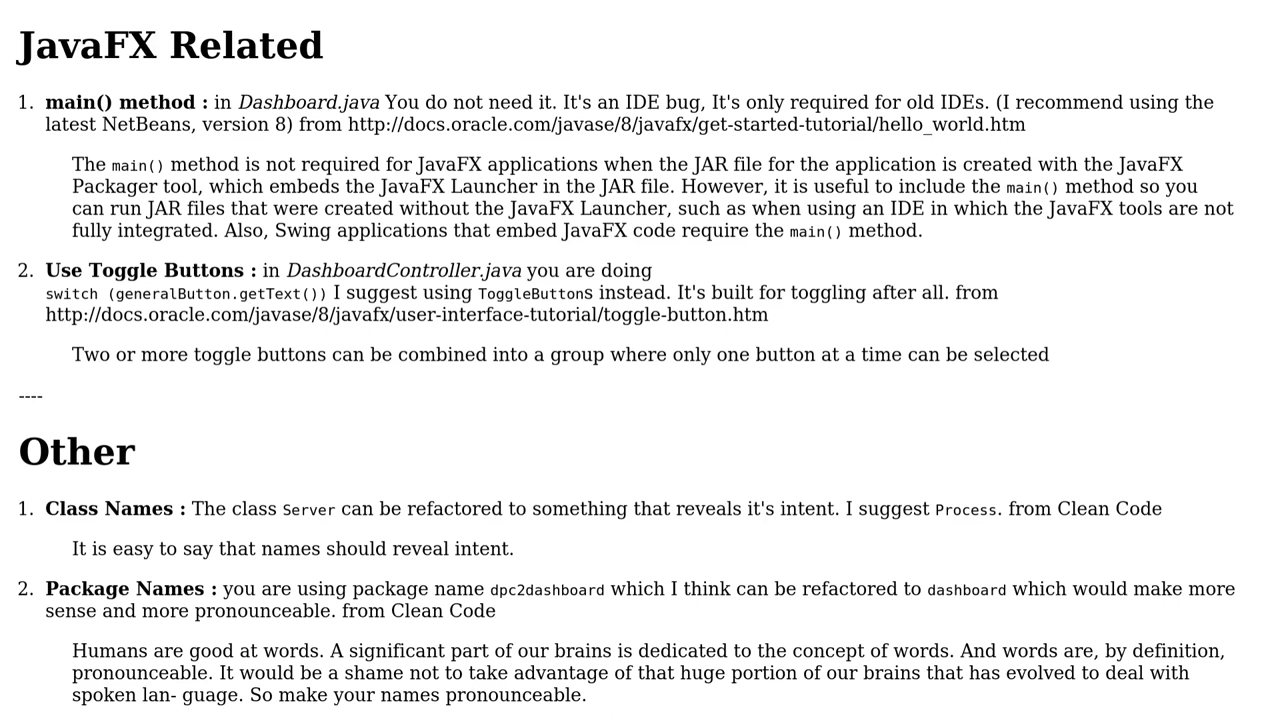 JavaFX Related
1. main() method : in Dashboard.java You do not need it. It's an IDE bug, It's only required for old IDEs. (I recommend using the
latest NetBeans, version 8) from http://docs.oracle.com/javase/8/javafx/get-started-tutorial/hello_world.htm
The main() method is not required for JavaFX applications when the JAR file for the application is created with the JavaFX
Packager tool, which embeds the JavaFX Launcher in the JAR file. However, it is useful to include the main() method so you
can run JAR files that were created without the JavaFX Launcher, such as when using an IDE in which the JavaFX tools are not
fully integrated. Also, Swing applications that embed JavaFX code require the main() method.
2. Use Toggle Buttons : in DashboardController.java you are doing
switch (generalButton.getText()) I suggest using ToggleButtons instead. It's built for toggling after all. from
http://docs.oracle.com/javase/8/javafx/user-interface-tutorial/toggle-button.htm
Two or more toggle buttons can be combined into a group where only one button at a time can be selected
----
Other
1. Class Names : The class Server can be refactored to something that reveals it's intent. I suggest Process. from Clean Code
It is easy to say that names should reveal intent.
2. Package Names : you are using package name dpc2dashboard which I think can be refactored to dashboard which would make more
sense and more pronounceable. from Clean Code
Humans are good at words. A significant part of our brains is dedicated to the concept of words. And words are, by definition,
pronounceable. It would be a shame not to take advantage of that huge portion of our brains that has evolved to deal with
spoken lan- guage. So make your names pronounceable.